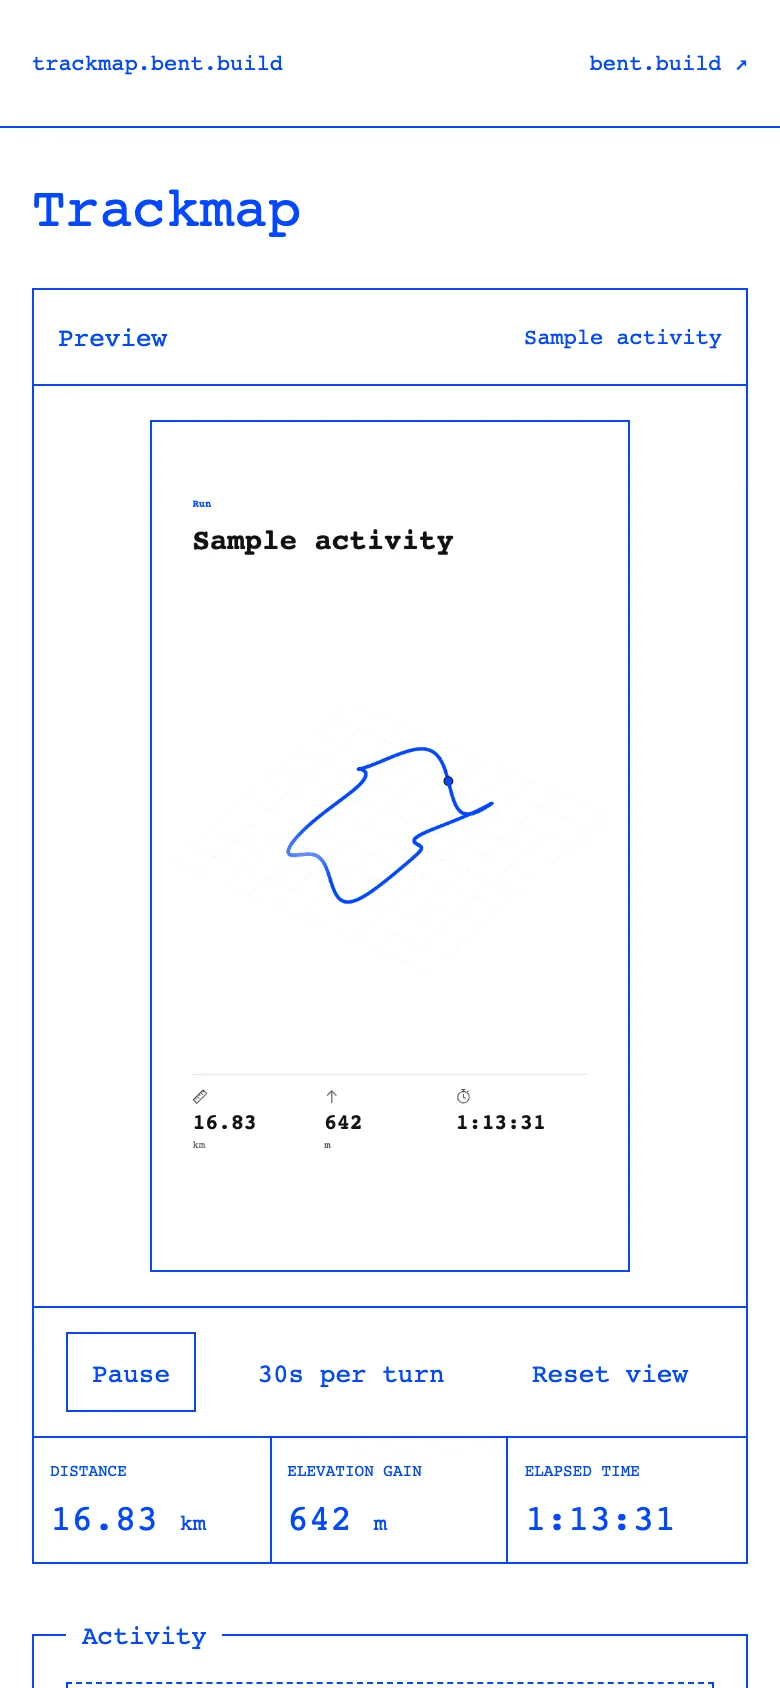 trackmap.bent.build
bent.build ↗
Trackmap
Preview
Sample activity
Run
Sample activity
16.83
642
1:13:31
km
m
Pause
30s per turn
Reset view
DISTANCE
ELEVATION GAIN
ELAPSED TIME
16.83 km
642 m
1:13:31
Activity